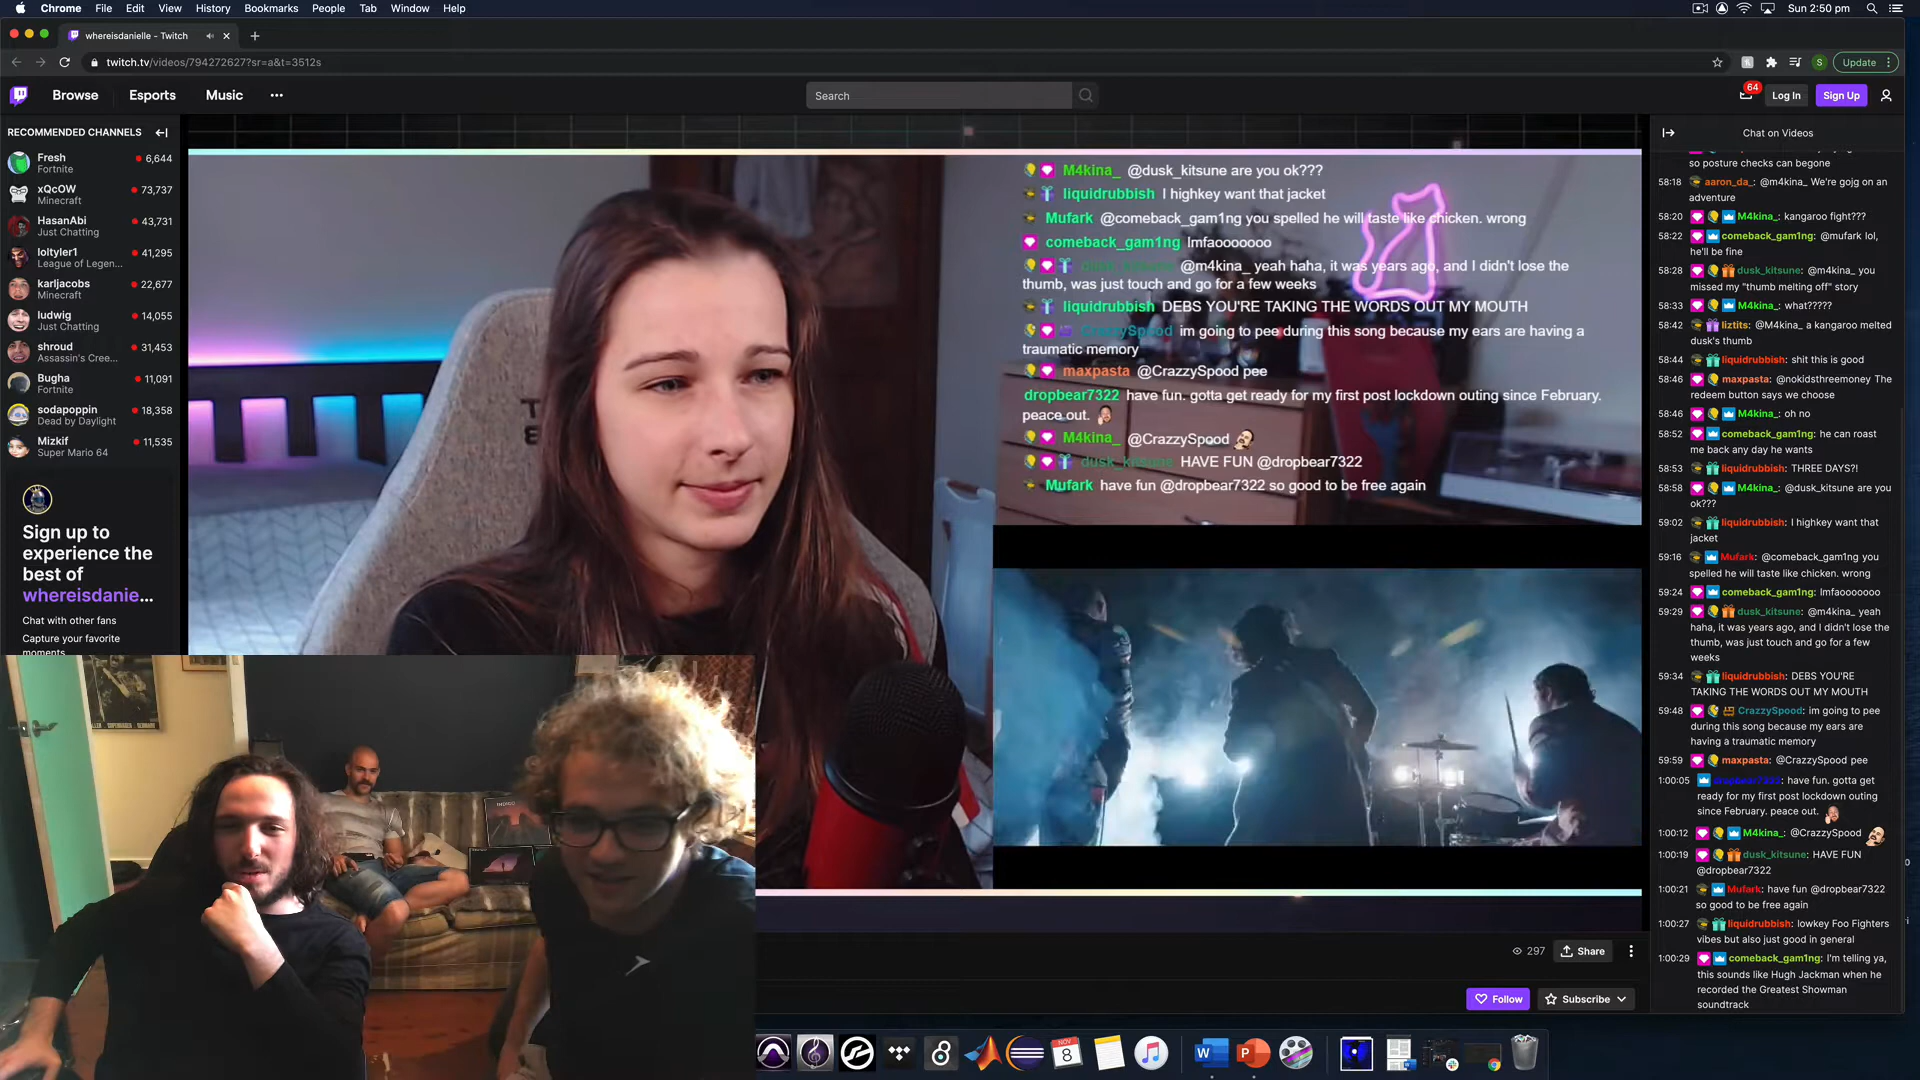 Chrome File Edit View History Bookmarks People Tab Window Help
Sun 2:50 pm
whereisdanielle - Twitch
twitch.tv/videos/794272627?sr=a&t=3512s
S
Update
Browse
Esports
Music
Search
64
Log In
Sign Up
RECOMMENDED CHANNELS
Fresh 6,644
Fortnite
xQcOW 73,737
Minecraft
HasanAbi 43,731
Just Chatting
loltyler1 41,295
League of Legen...
karljacobs 22,677
Minecraft
ludwig 14,055
Just Chatting
shroud 31,453
Assassin's Cree...
Bugha 11,091
Fortnite
sodapoppin 18,358
Dead by Daylight
Mizkif 11,535
Super Mario 64
Sign up to
experience the
best of
whereisdanie...
Chat with other fans
Capture your favorite
moments
M4kina_ @dusk_kitsune are you ok???
liquidrubbish I highkey want that jacket
Mufark @comeback_gam1ng you spelled he will taste like chicken. wrong
comeback_gam1ng lmfaooooooo
dusk_kitsune @m4kina_ yeah haha, it was years ago, and I didn't lose the
thumb, was just touch and go for a few weeks
liquidrubbish DEBS YOU'RE TAKING THE WORDS OUT MY MOUTH
CrazzySpood im going to pee during this song because my ears are having a
traumatic memory
maxpasta @CrazzySpood pee
dropbear7322 have fun. gotta get ready for my first post lockdown outing since February.
peace out.
M4kina_ @CrazzySpood
dusk_kitsune HAVE FUN @dropbear7322
Mufark have fun @dropbear7322 so good to be free again
Chat on Videos
so posture checks can begone
58:18 aaron_da_: @m4kina_ We're gojg on an
adventure
58:20 M4kina_: kangaroo fight???
58:22 comeback_gam1ng: @mufark lol,
he'll be fine
58:28 dusk_kitsune: @m4kina_ you
missed my "thumb melting off" story
58:33 M4kina_: what?????
58:42 liztits: @M4kina_ a kangaroo melted
dusk's thumb
58:44 liquidrubbish: shit this is good
58:46 maxpasta: @nokidsthreemoney The
redeem button says we choose
58:46 M4kina_: oh no
58:52 comeback_gam1ng: he can roast
me back any day he wants
58:53 liquidrubbish: THREE DAYS?!
58:58 M4kina_: @dusk_kitsune are you
ok???
59:02 liquidrubbish: I highkey want that
jacket
59:16 Mufark: @comeback_gam1ng you
spelled he will taste like chicken. wrong
59:24 comeback_gam1ng: lmfaooooooo
59:29 dusk_kitsune: @m4kina_ yeah
haha, it was years ago, and I didn't lose the
thumb, was just touch and go for a few
weeks
59:34 liquidrubbish: DEBS YOU'RE
TAKING THE WORDS OUT MY MOUTH
59:48 CrazzySpood: im going to pee
during this song because my ears are
having a traumatic memory
59:59 maxpasta: @CrazzySpood pee
1:00:05 dropbear7322: have fun. gotta get
ready for my first post lockdown outing
since February. peace out.
1:00:12 M4kina_: @CrazzySpood
1:00:19 dusk_kitsune: HAVE FUN
@dropbear7322
1:00:21 Mufark: have fun @dropbear7322
so good to be free again
1:00:27 liquidrubbish: lowkey Foo Fighters
vibes but also just good in general
1:00:29 comeback_gam1ng: I'm telling ya,
this sounds like Hugh Jackman when he
recorded the Greatest Showman
soundtrack
297
Share
Follow
Subscribe
NOV
8
W
P